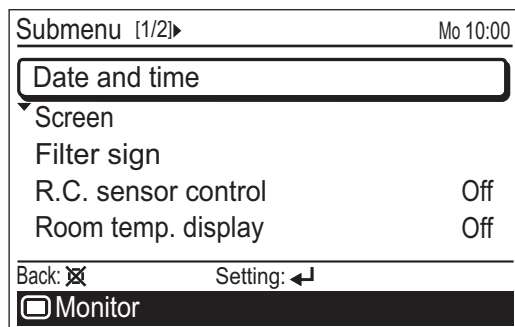 Submenu [1/2] Mo 10:00
Date and time
Screen
Filter sign
R.C. sensor control Off
Room temp. display Off
Back: Setting:
Monitor